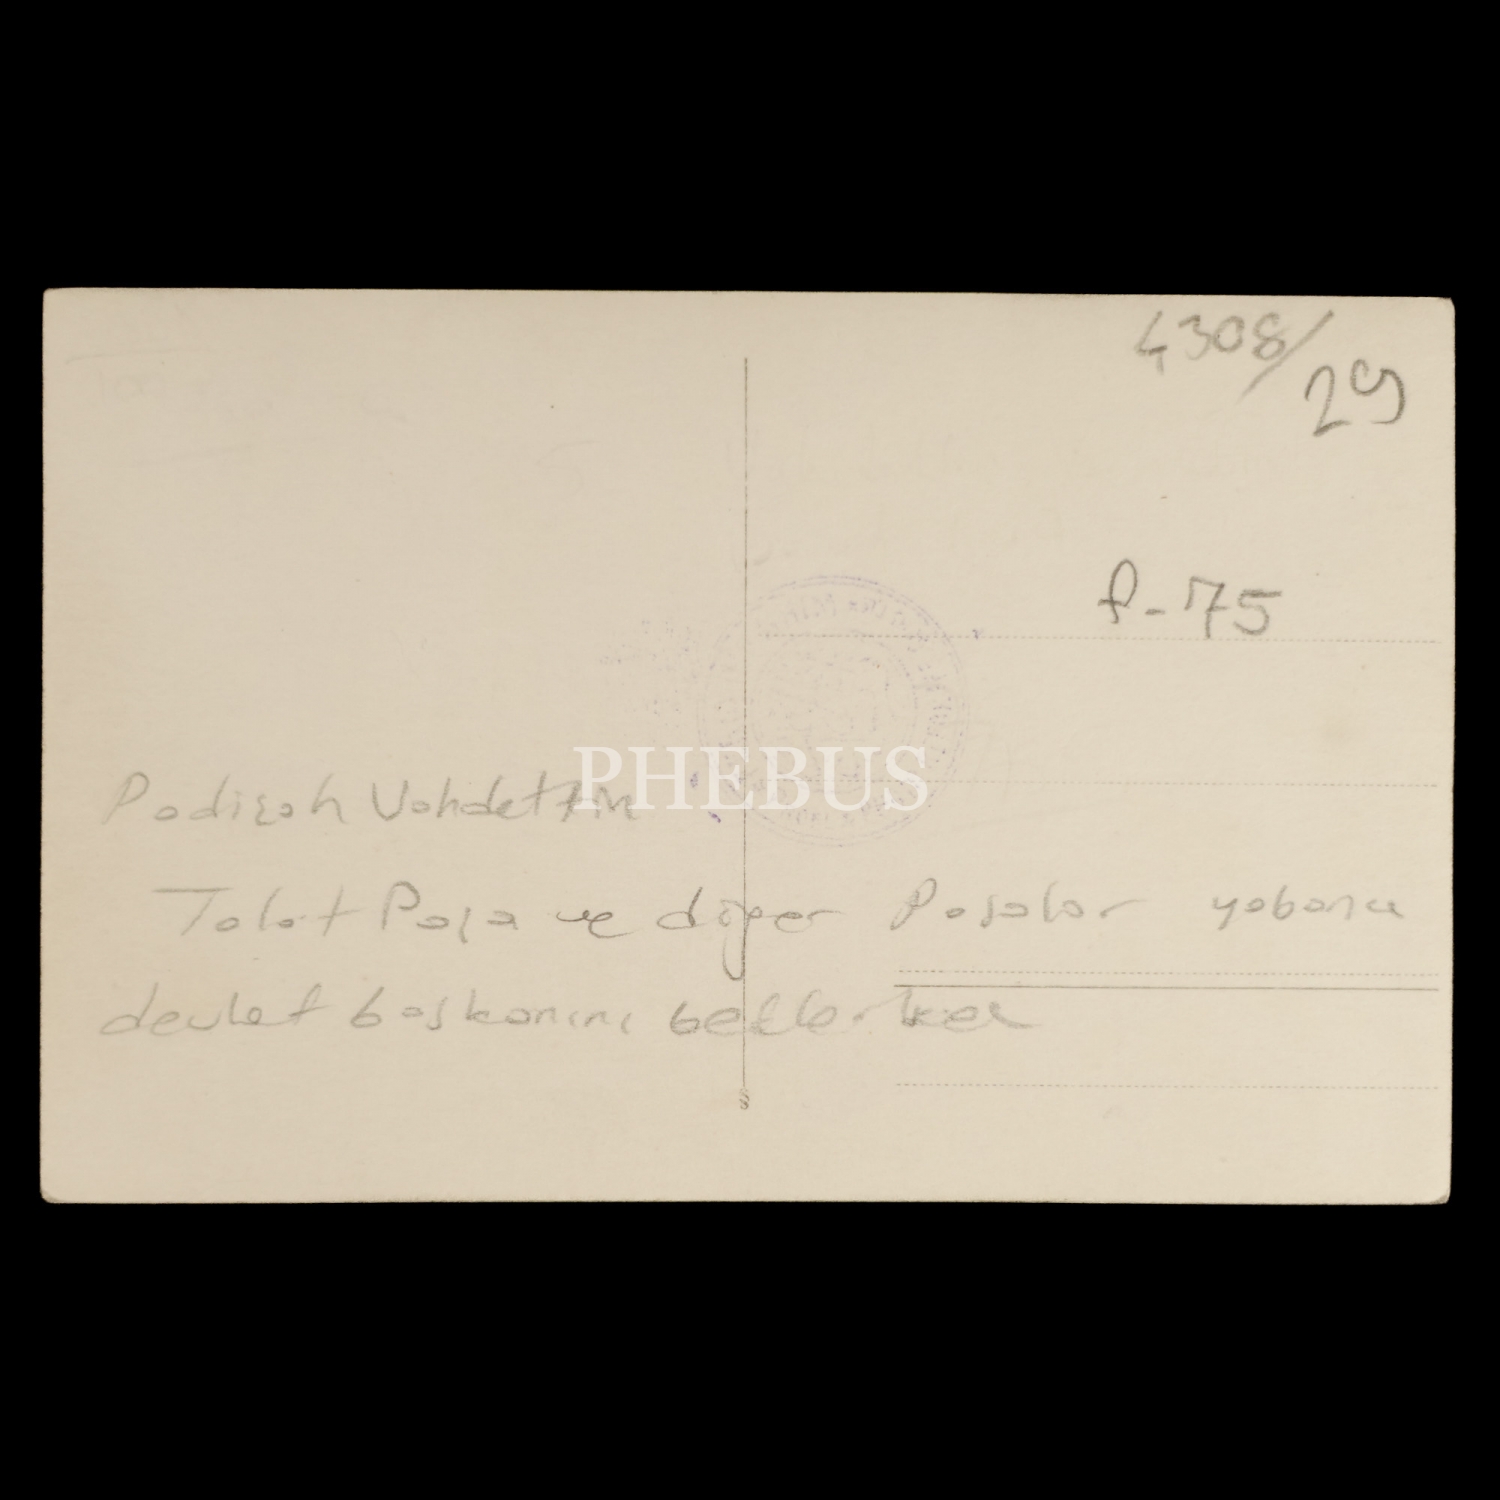 4308/
29
P-75
PHEBUS
Padişah Vahdettin
Talat Paşa ve diğer Paşalar yabancı
devlet başkanını beklerken